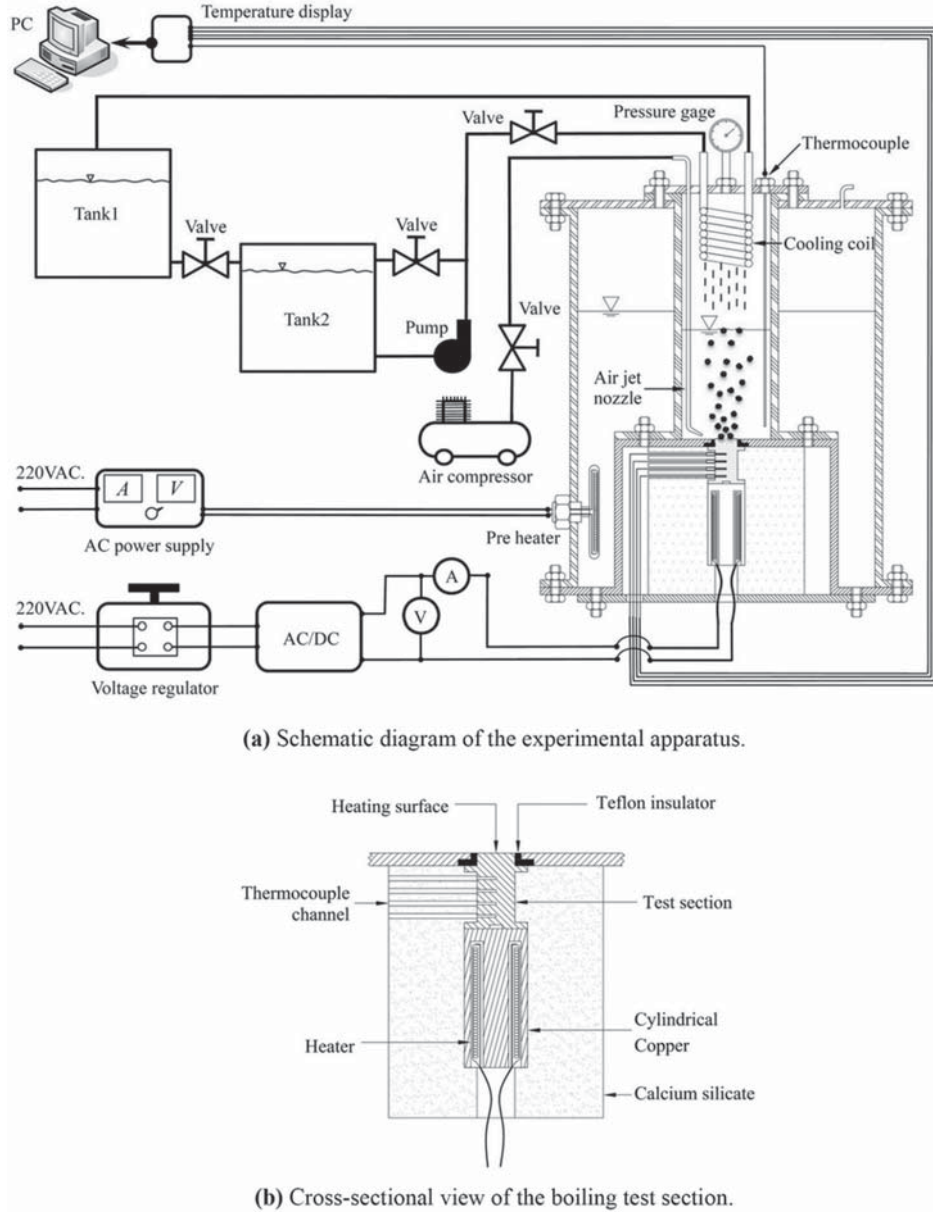 PC
Temperature display
Valve
Pressure gage
Thermocouple
Tank1
Valve
Valve
Cooling coil
Tank2
Valve
Pump
Air jet
nozzle
Air compressor
220VAC.
A
V
AC power supply
Pre heater
220VAC.
A
V
AC/DC
Voltage regulator
(a) Schematic diagram of the experimental apparatus.
Heating surface
Teflon insulator
Thermocouple
channel
Test section
Heater
Cylindrical
Copper
Calcium silicate
(b) Cross-sectional view of the boiling test section.